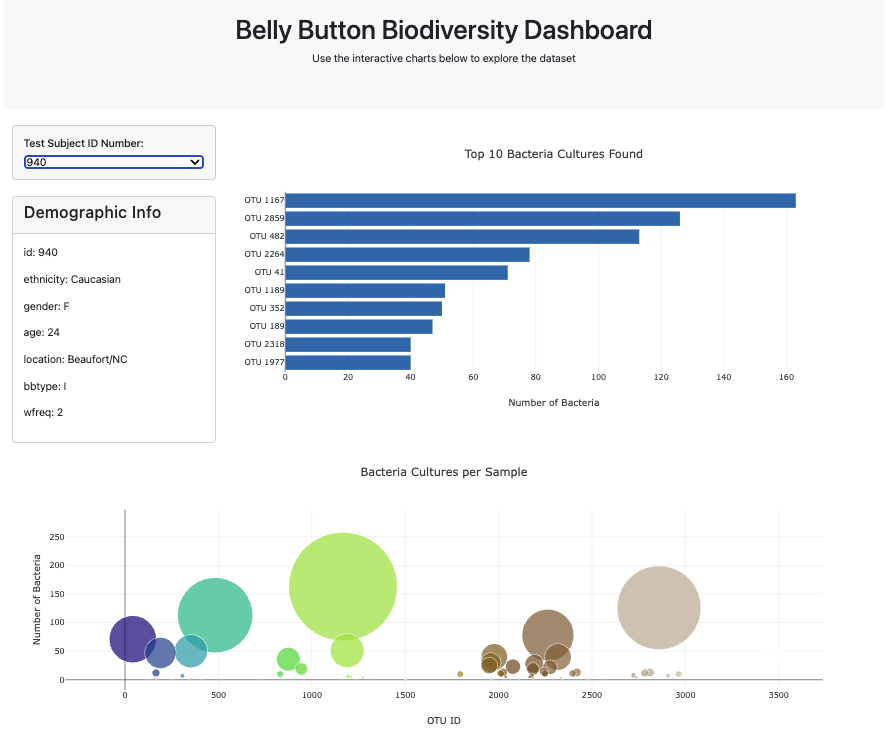 Belly Button Biodiversity Dashboard
Use the interactive charts below to explore the dataset
Test Subject ID Number:
940
Demographic Info
id: 940
ethnicity: Caucasian
gender: F
age: 24
location: Beaufort/NC
bbtype: I
wfreq: 2
Top 10 Bacteria Cultures Found
OTU 1167
OTU 2859
OTU 482
OTU 2264
OTU 41
OTU 1189
OTU 352
OTU 189
OTU 2318
OTU 1977
0 20 40 60 80 100 120 140 160
Number of Bacteria
Bacteria Cultures per Sample
Number of Bacteria
250
200
150
100
50
0
0 500 1000 1500 2000 2500 3000 3500
OTU ID